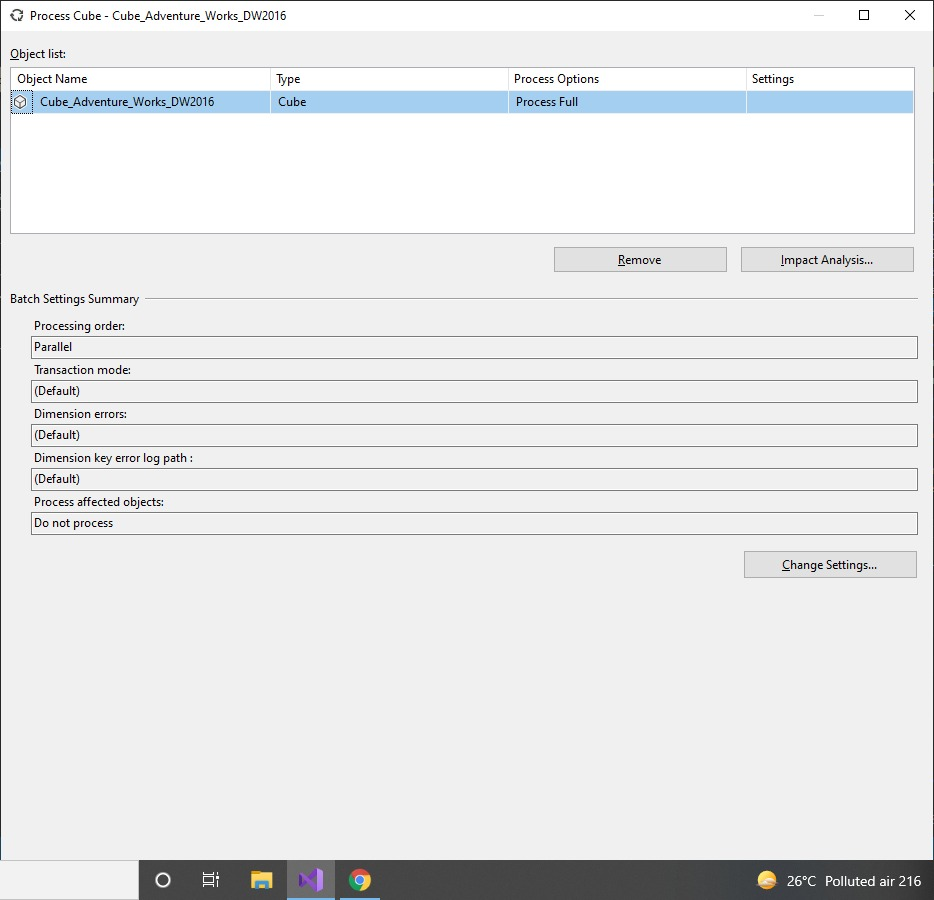 Process Cube - Cube_Adventure_Works_DW2016
Object list:
Object Name Type Process Options Settings
Cube_Adventure_Works_DW2016 Cube Process Full
Remove Impact Analysis...
Batch Settings Summary
Processing order:
Parallel
Transaction mode:
(Default)
Dimension errors:
(Default)
Dimension key error log path :
(Default)
Process affected objects:
Do not process
Change Settings...
26°C Polluted air 216